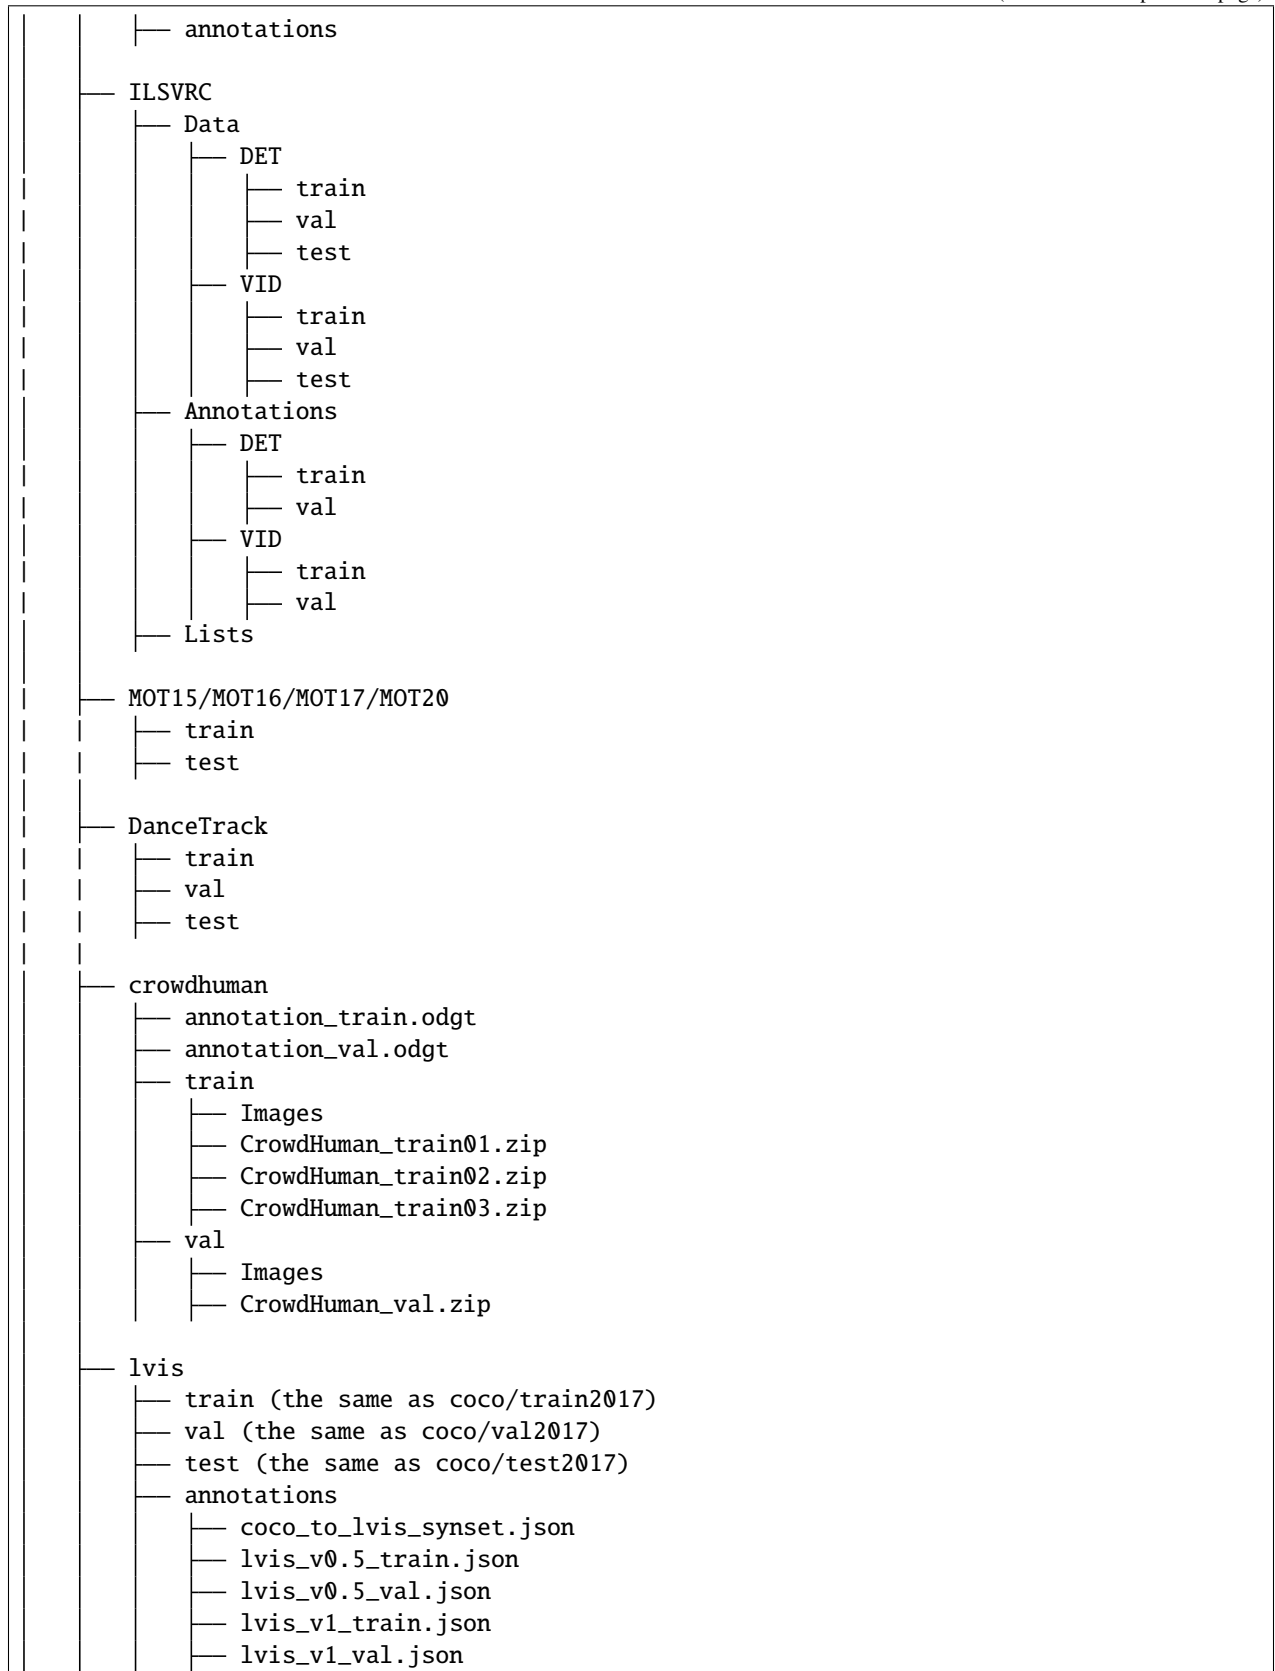 │   │   ├── annotations
│   │
│   ├── ILSVRC
│   │   ├── Data
│   │   │   ├── DET
|   │   │   │   ├── train
|   │   │   │   ├── val
|   │   │   │   ├── test
│   │   │   ├── VID
|   │   │   │   ├── train
|   │   │   │   ├── val
|   │   │   │   ├── test
│   │   ├── Annotations
│   │   │   ├── DET
|   │   │   │   ├── train
|   │   │   │   ├── val
│   │   │   ├── VID
|   │   │   │   ├── train
|   │   │   │   ├── val
│   │   ├── Lists
│   │
|   ├── MOT15/MOT16/MOT17/MOT20
|   |   ├── train
|   |   ├── test
│   │
|   ├── DanceTrack
|   |   ├── train
|   |   ├── val
|   |   ├── test
|   |
│   ├── crowdhuman
│   │   ├── annotation_train.odgt
│   │   ├── annotation_val.odgt
│   │   ├── train
│   │   │   ├── Images
│   │   │   ├── CrowdHuman_train01.zip
│   │   │   ├── CrowdHuman_train02.zip
│   │   │   ├── CrowdHuman_train03.zip
│   │   ├── val
│   │   │   ├── Images
│   │   │   ├── CrowdHuman_val.zip
│   │
│   ├── lvis
│   │   ├── train (the same as coco/train2017)
│   │   ├── val (the same as coco/val2017)
│   │   ├── test (the same as coco/test2017)
│   │   ├── annotations
│   │   │   ├── coco_to_lvis_synset.json
│   │   │   ├── lvis_v0.5_train.json
│   │   │   ├── lvis_v0.5_val.json
│   │   │   ├── lvis_v1_train.json
│   │   │   ├── lvis_v1_val.json